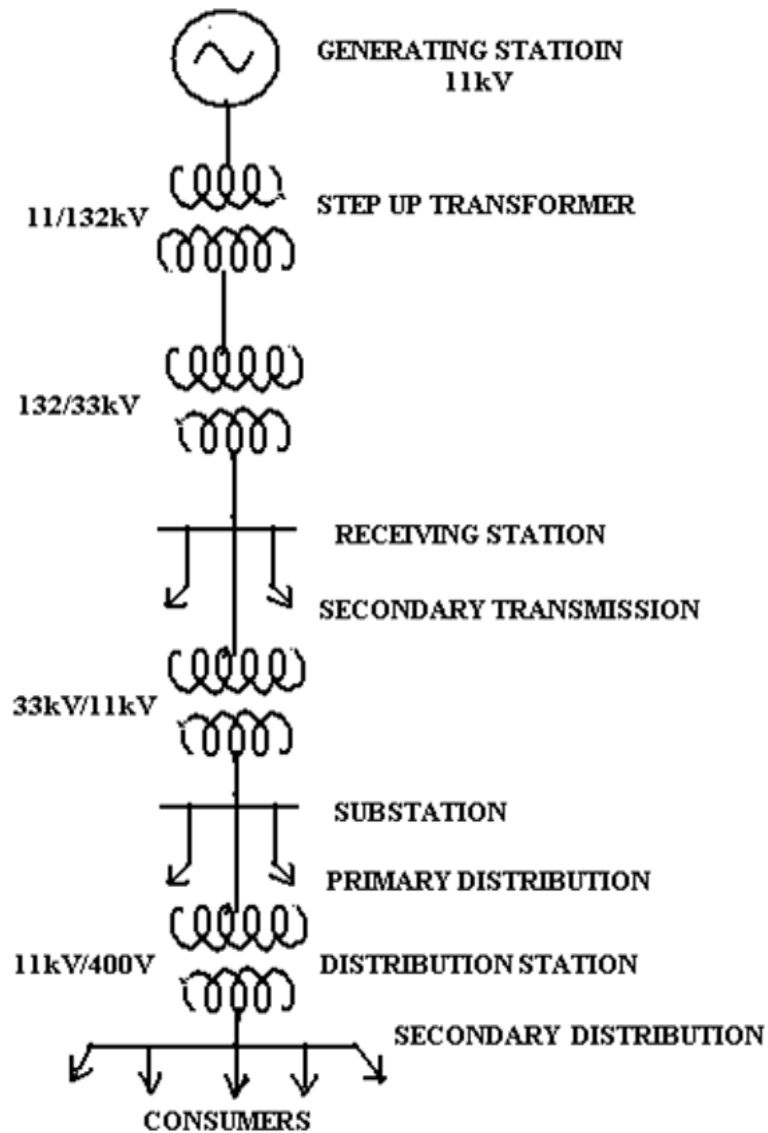 GENERATING STATIOIN
11kV
11/132kV
STEP UP TRANSFORMER
132/33kV
RECEIVING STATION
SECONDARY TRANSMISSION
33kV/11kV
SUBSTATION
PRIMARY DISTRIBUTION
11kV/400V
DISTRIBUTION STATION
SECONDARY DISTRIBUTION
CONSUMERS